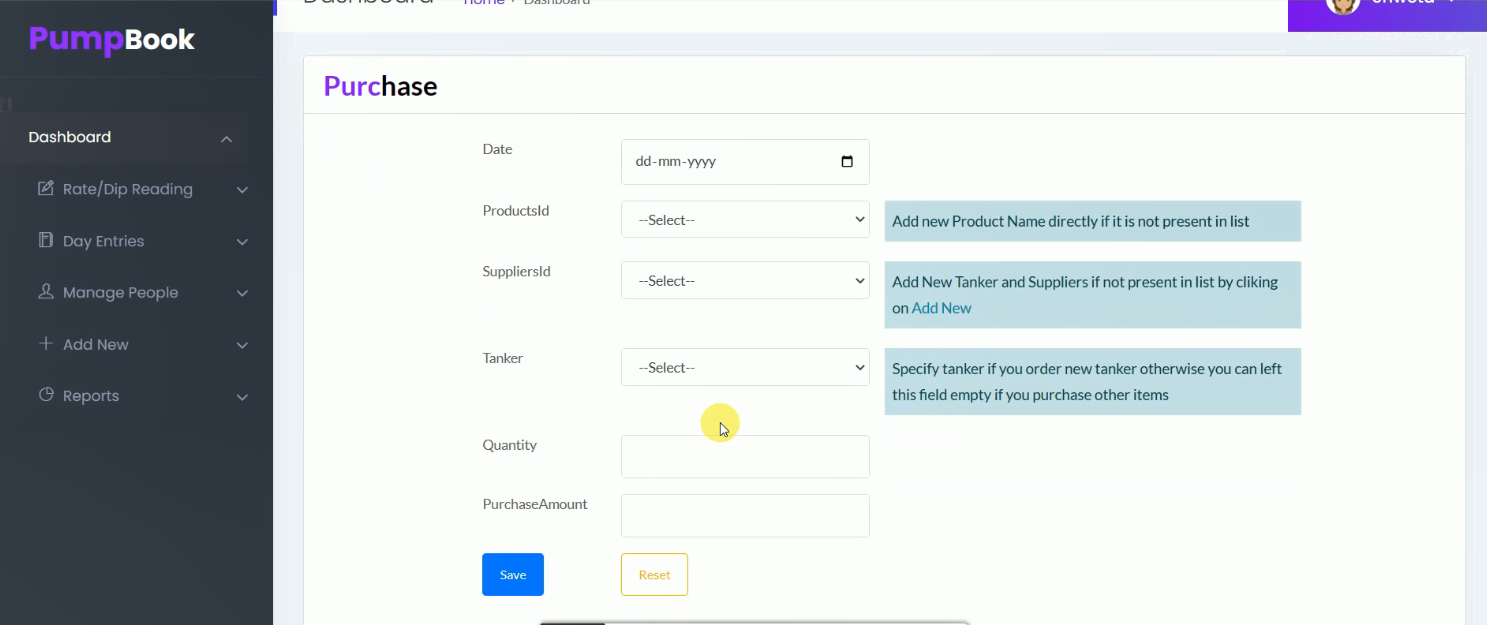 Dashboard Home Dashboard
PumpBook
Purchase
Dashboard
Rate/Dip Reading
Day Entries
Manage People
Add New
Reports
Date
dd-mm-yyyy
ProductsId
--Select--
Add new Product Name directly if it is not present in list
SuppliersId
--Select--
Add New Tanker and Suppliers if not present in list by cliking
on Add New
Tanker
--Select--
Specify tanker if you order new tanker otherwise you can left
this field empty if you purchase other items
Quantity
PurchaseAmount
Save
Reset